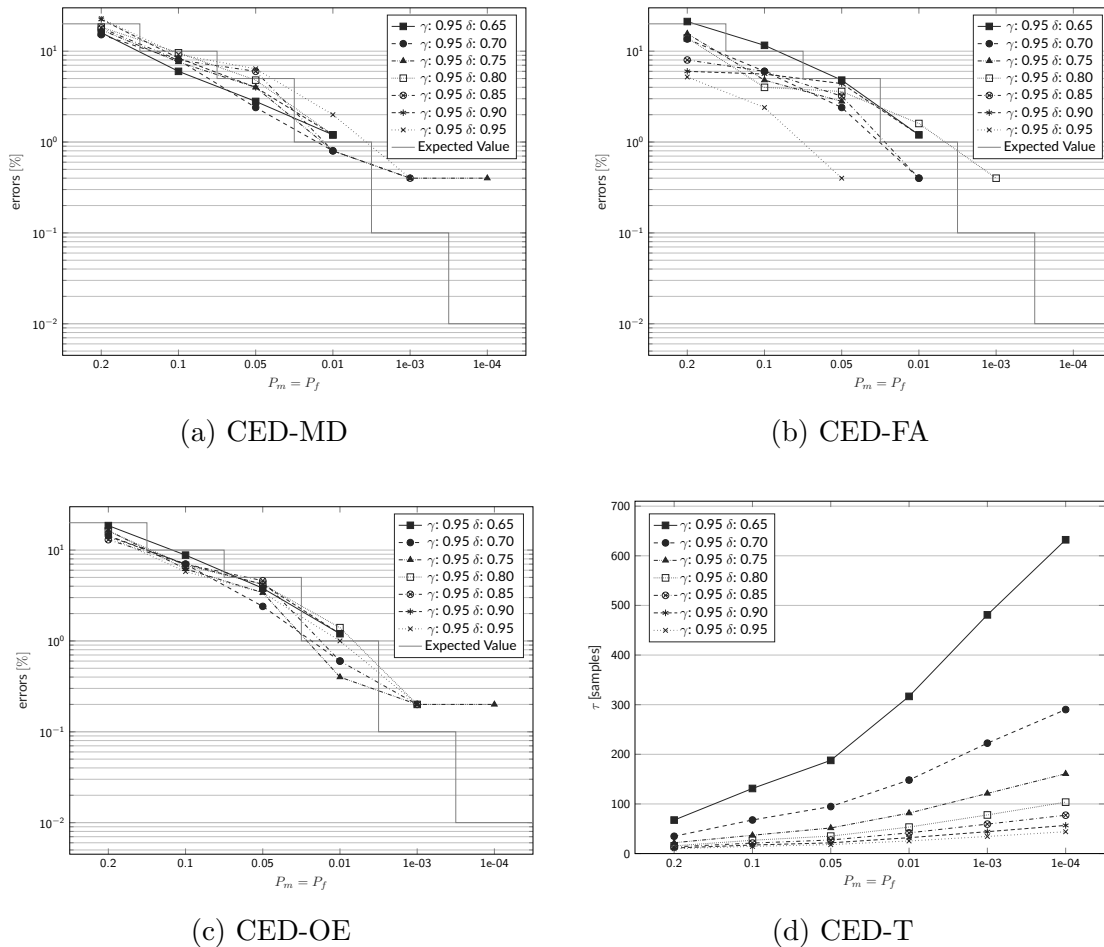 10^1
10^0
10^-1
10^-2
errors [%]
0.2 0.1 0.05 0.01 1e-03 1e-04
P_m = P_f
γ: 0.95 δ: 0.65
γ: 0.95 δ: 0.70
γ: 0.95 δ: 0.75
γ: 0.95 δ: 0.80
γ: 0.95 δ: 0.85
γ: 0.95 δ: 0.90
γ: 0.95 δ: 0.95
Expected Value
(a) CED-MD
10^1
10^0
10^-1
10^-2
errors [%]
0.2 0.1 0.05 0.01 1e-03 1e-04
P_m = P_f
γ: 0.95 δ: 0.65
γ: 0.95 δ: 0.70
γ: 0.95 δ: 0.75
γ: 0.95 δ: 0.80
γ: 0.95 δ: 0.85
γ: 0.95 δ: 0.90
γ: 0.95 δ: 0.95
Expected Value
(b) CED-FA
10^1
10^0
10^-1
10^-2
errors [%]
0.2 0.1 0.05 0.01 1e-03 1e-04
P_m = P_f
γ: 0.95 δ: 0.65
γ: 0.95 δ: 0.70
γ: 0.95 δ: 0.75
γ: 0.95 δ: 0.80
γ: 0.95 δ: 0.85
γ: 0.95 δ: 0.90
γ: 0.95 δ: 0.95
Expected Value
(c) CED-OE
700
600
500
400
300
200
100
0
τ [samples]
0.2 0.1 0.05 0.01 1e-03 1e-04
P_m = P_f
γ: 0.95 δ: 0.65
γ: 0.95 δ: 0.70
γ: 0.95 δ: 0.75
γ: 0.95 δ: 0.80
γ: 0.95 δ: 0.85
γ: 0.95 δ: 0.90
γ: 0.95 δ: 0.95
(d) CED-T